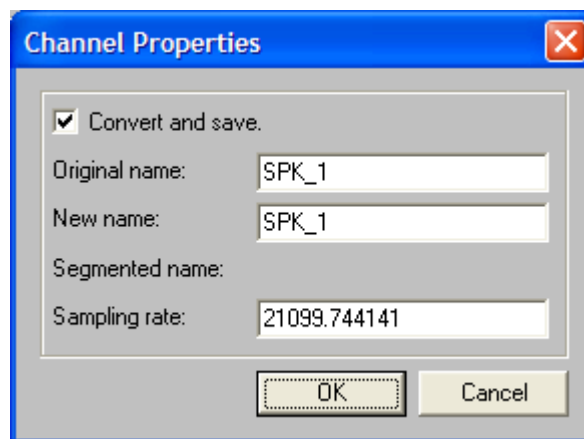 Channel Properties
Convert and save.
Original name: SPK_1
New name: SPK_1
Segmented name:
Sampling rate: 21099.744141
OK Cancel